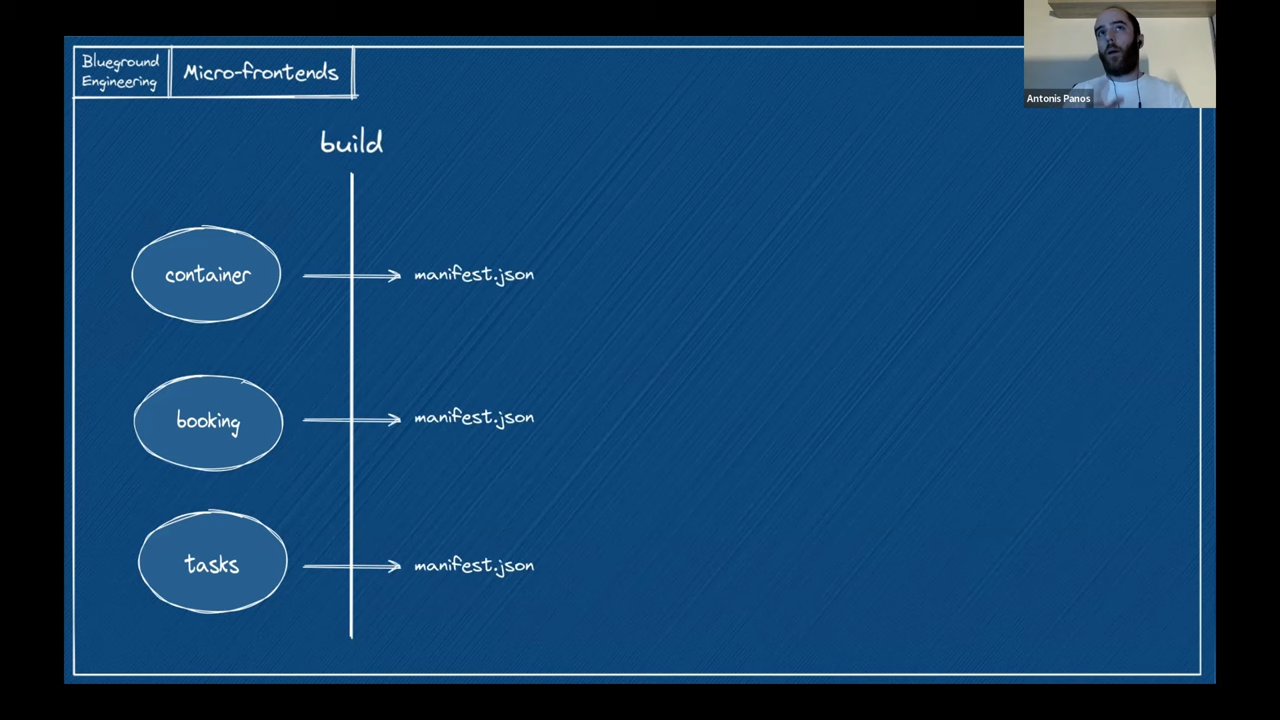 Blueground
Engineering
Micro-frontends
Antonis Panos
build
container
manifest.json
booking
manifest.json
tasks
manifest.json